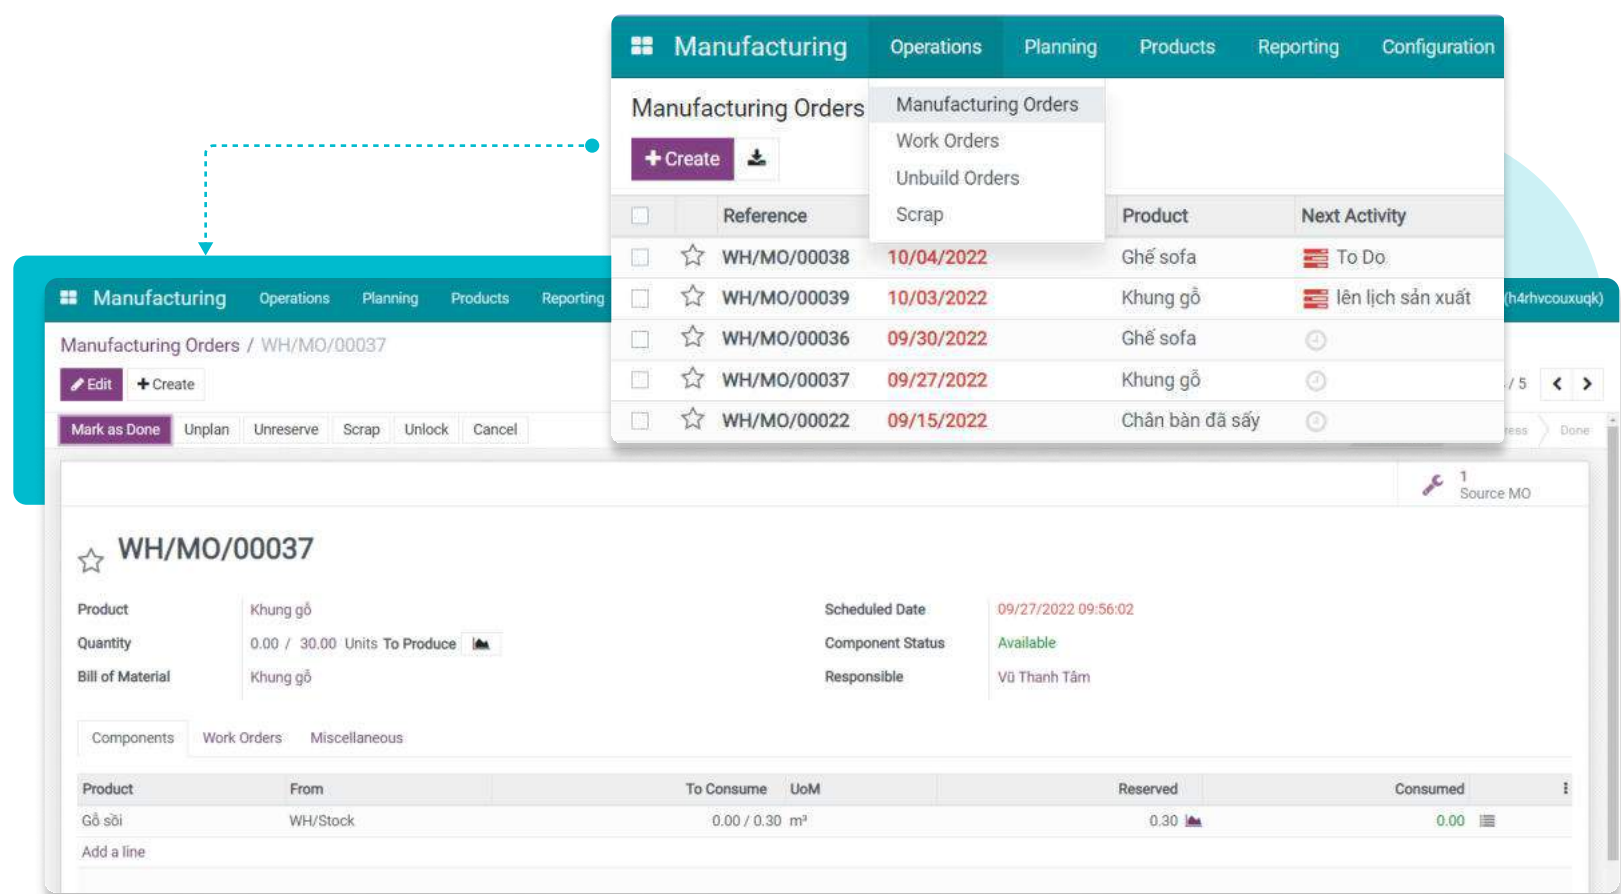 Manufacturing Operations Planning Products Reporting Configuration
Manufacturing Orders
Manufacturing Orders
Work Orders
Unbuild Orders
Scrap
Create
Reference Product Next Activity
WH/MO/00038 10/04/2022 Ghế sofa To Do
WH/MO/00039 10/03/2022 Khung gỗ lên lịch sản xuất
WH/MO/00036 09/30/2022 Ghế sofa
WH/MO/00037 09/27/2022 Khung gỗ
WH/MO/00022 09/15/2022 Chân bàn đã sấy
Manufacturing Operations Planning Products Reporting (h4rhvcouxuqk)
Manufacturing Orders / WH/MO/00037
Edit Create / 5
Mark as Done Unplan Unreserve Scrap Unlock Cancel ress Done
1
Source MO
WH/MO/00037
Product Khung gỗ Scheduled Date 09/27/2022 09:56:02
Quantity 0.00 / 30.00 Units To Produce Component Status Available
Bill of Material Khung gỗ Responsible Vũ Thanh Tâm
Components Work Orders Miscellaneous
Product From To Consume UoM Reserved Consumed
Gỗ sồi WH/Stock 0.00 / 0.30 m³ 0.30 0.00
Add a line